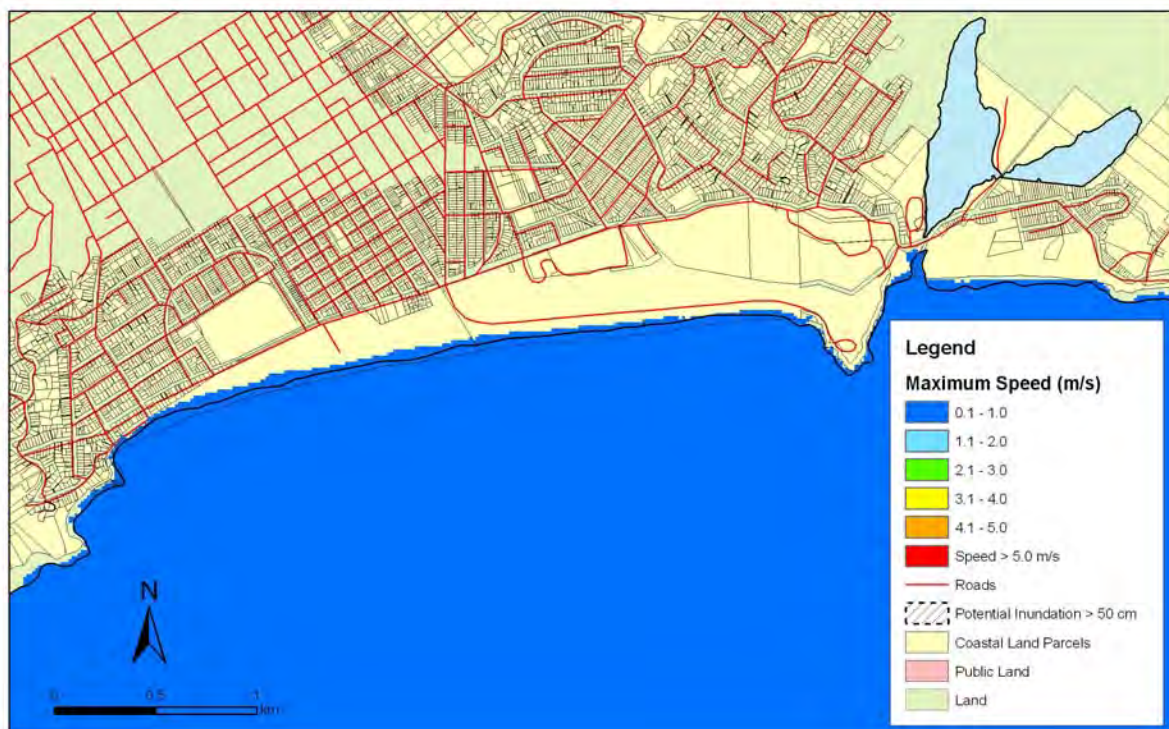 Legend
Maximum Speed (m/s)
0.1 - 1.0
1.1 - 2.0
2.1 - 3.0
3.1 - 4.0
4.1 - 5.0
Speed > 5.0 m/s
Roads
Potential Inundation > 50 cm
Coastal Land Parcels
Public Land
Land
N
0 0.5 1
km